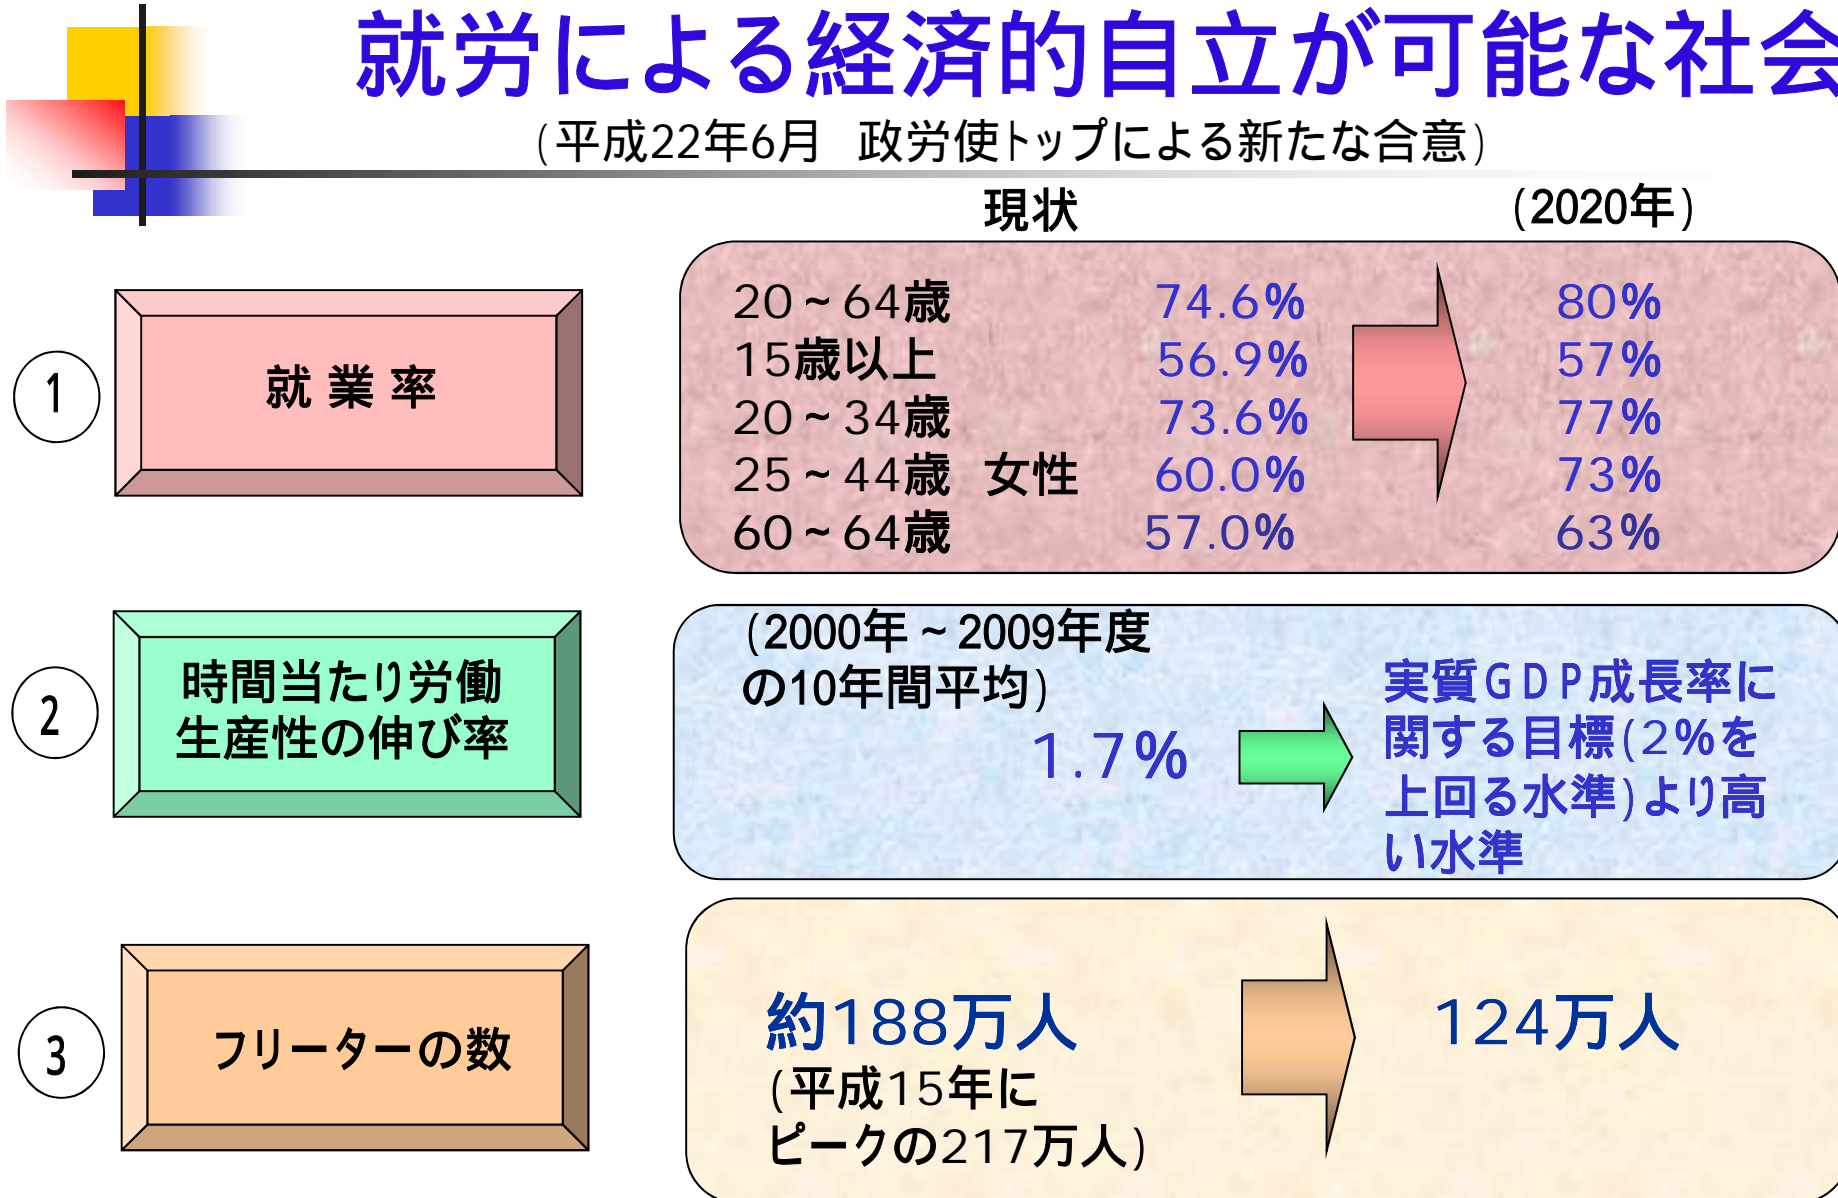 就労による経済的自立が可能な社会
(平成22年6月　政労使トップによる新たな合意)
現状　(2020年)
① 就 業 率
20～64歳　74.6%　80%
15歳以上　56.9%　57%
20～34歳　73.6%　77%
25～44歳　女性　60.0%　73%
60～64歳　57.0%　63%
② 時間当たり労働
生産性の伸び率
(2000年～2009年度
の10年間平均)
1.7%
実質GDP成長率に
関する目標(2%を
上回る水準)より高
い水準
③ フリーターの数
約188万人
(平成15年に
ピークの217万人)
124万人